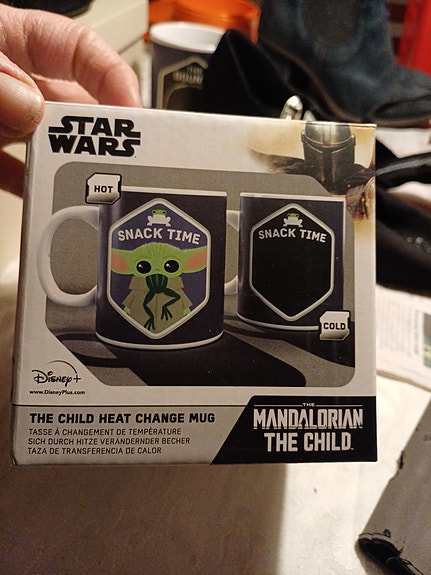 STAR
WARS
HOT
SNACK TIME
SNACK TIME
COLD
Disney+
www.DisneyPlus.com
THE CHILD HEAT CHANGE MUG
TASSE À CHANGEMENT DE TEMPÉRATURE
SICH DURCH HITZE VERÄNDERNDER BECHER
TAZA DE TRANSFERENCIA DE CALOR
THE
MANDALORIAN
THE CHILD